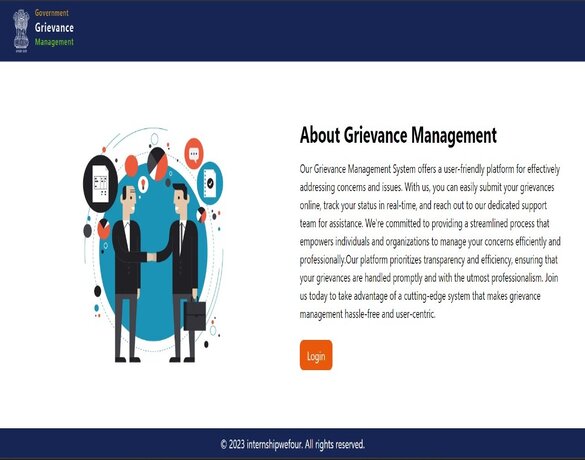 Government
Grievance
Management
About Grievance Management
Our Grievance Management System offers a user-friendly platform for effectively
addressing concerns and issues. With us, you can easily submit your grievances
online, track your status in real-time, and reach out to our dedicated support
team for assistance. We're committed to providing a streamlined process that
empowers individuals and organizations to manage your concerns efficiently and
professionally.Our platform prioritizes transparency and efficiency, ensuring that
your grievances are handled promptly and with the utmost professionalism. Join
us today to take advantage of a cutting-edge system that makes grievance
management hassle-free and user-centric.
Login
© 2023 internshipwefour. All rights reserved.